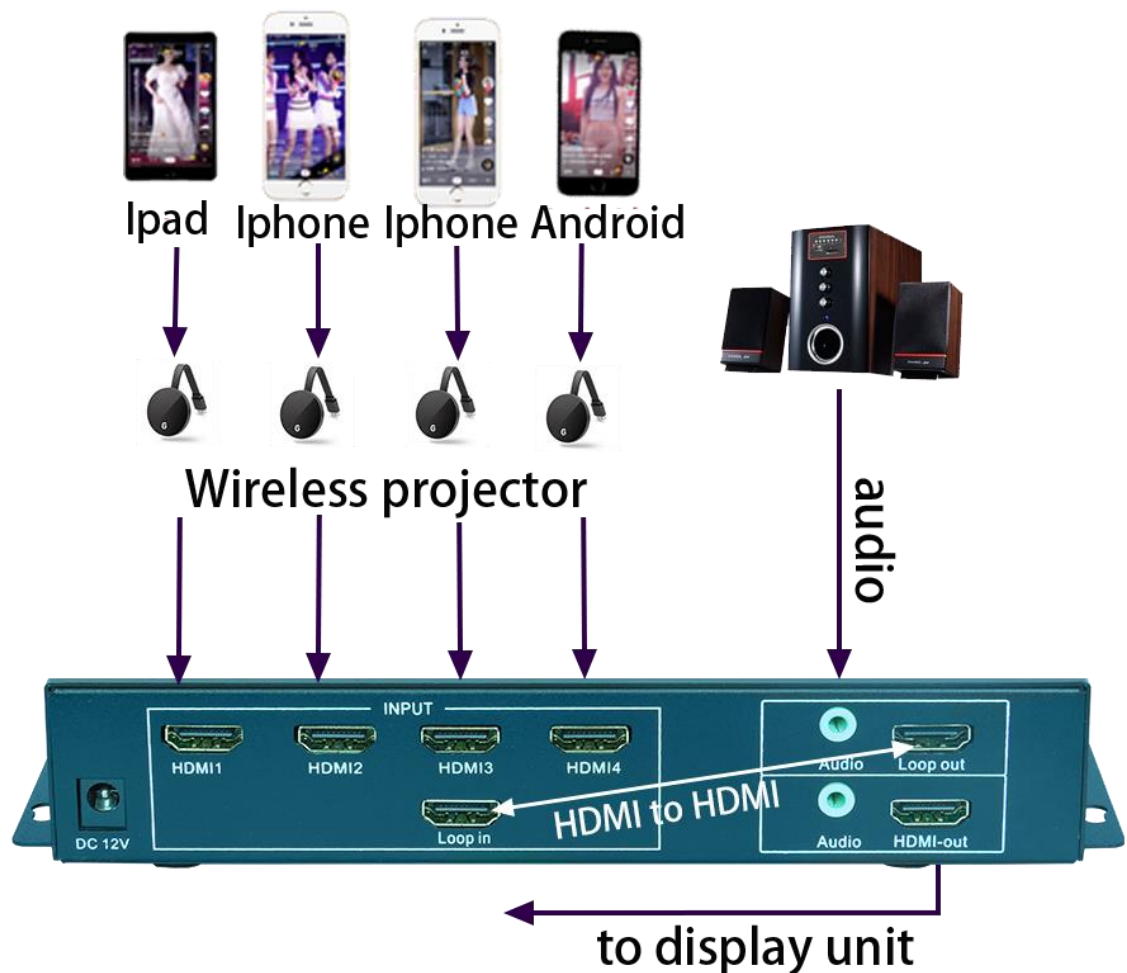 Ipad Iphone Iphone Android
G G G G
Wireless projector
audio
INPUT
HDMI1 HDMI2 HDMI3 HDMI4
Audio Loop out
HDMI to HDMI
Loop in
DC 12V
Audio HDMI-out
to display unit